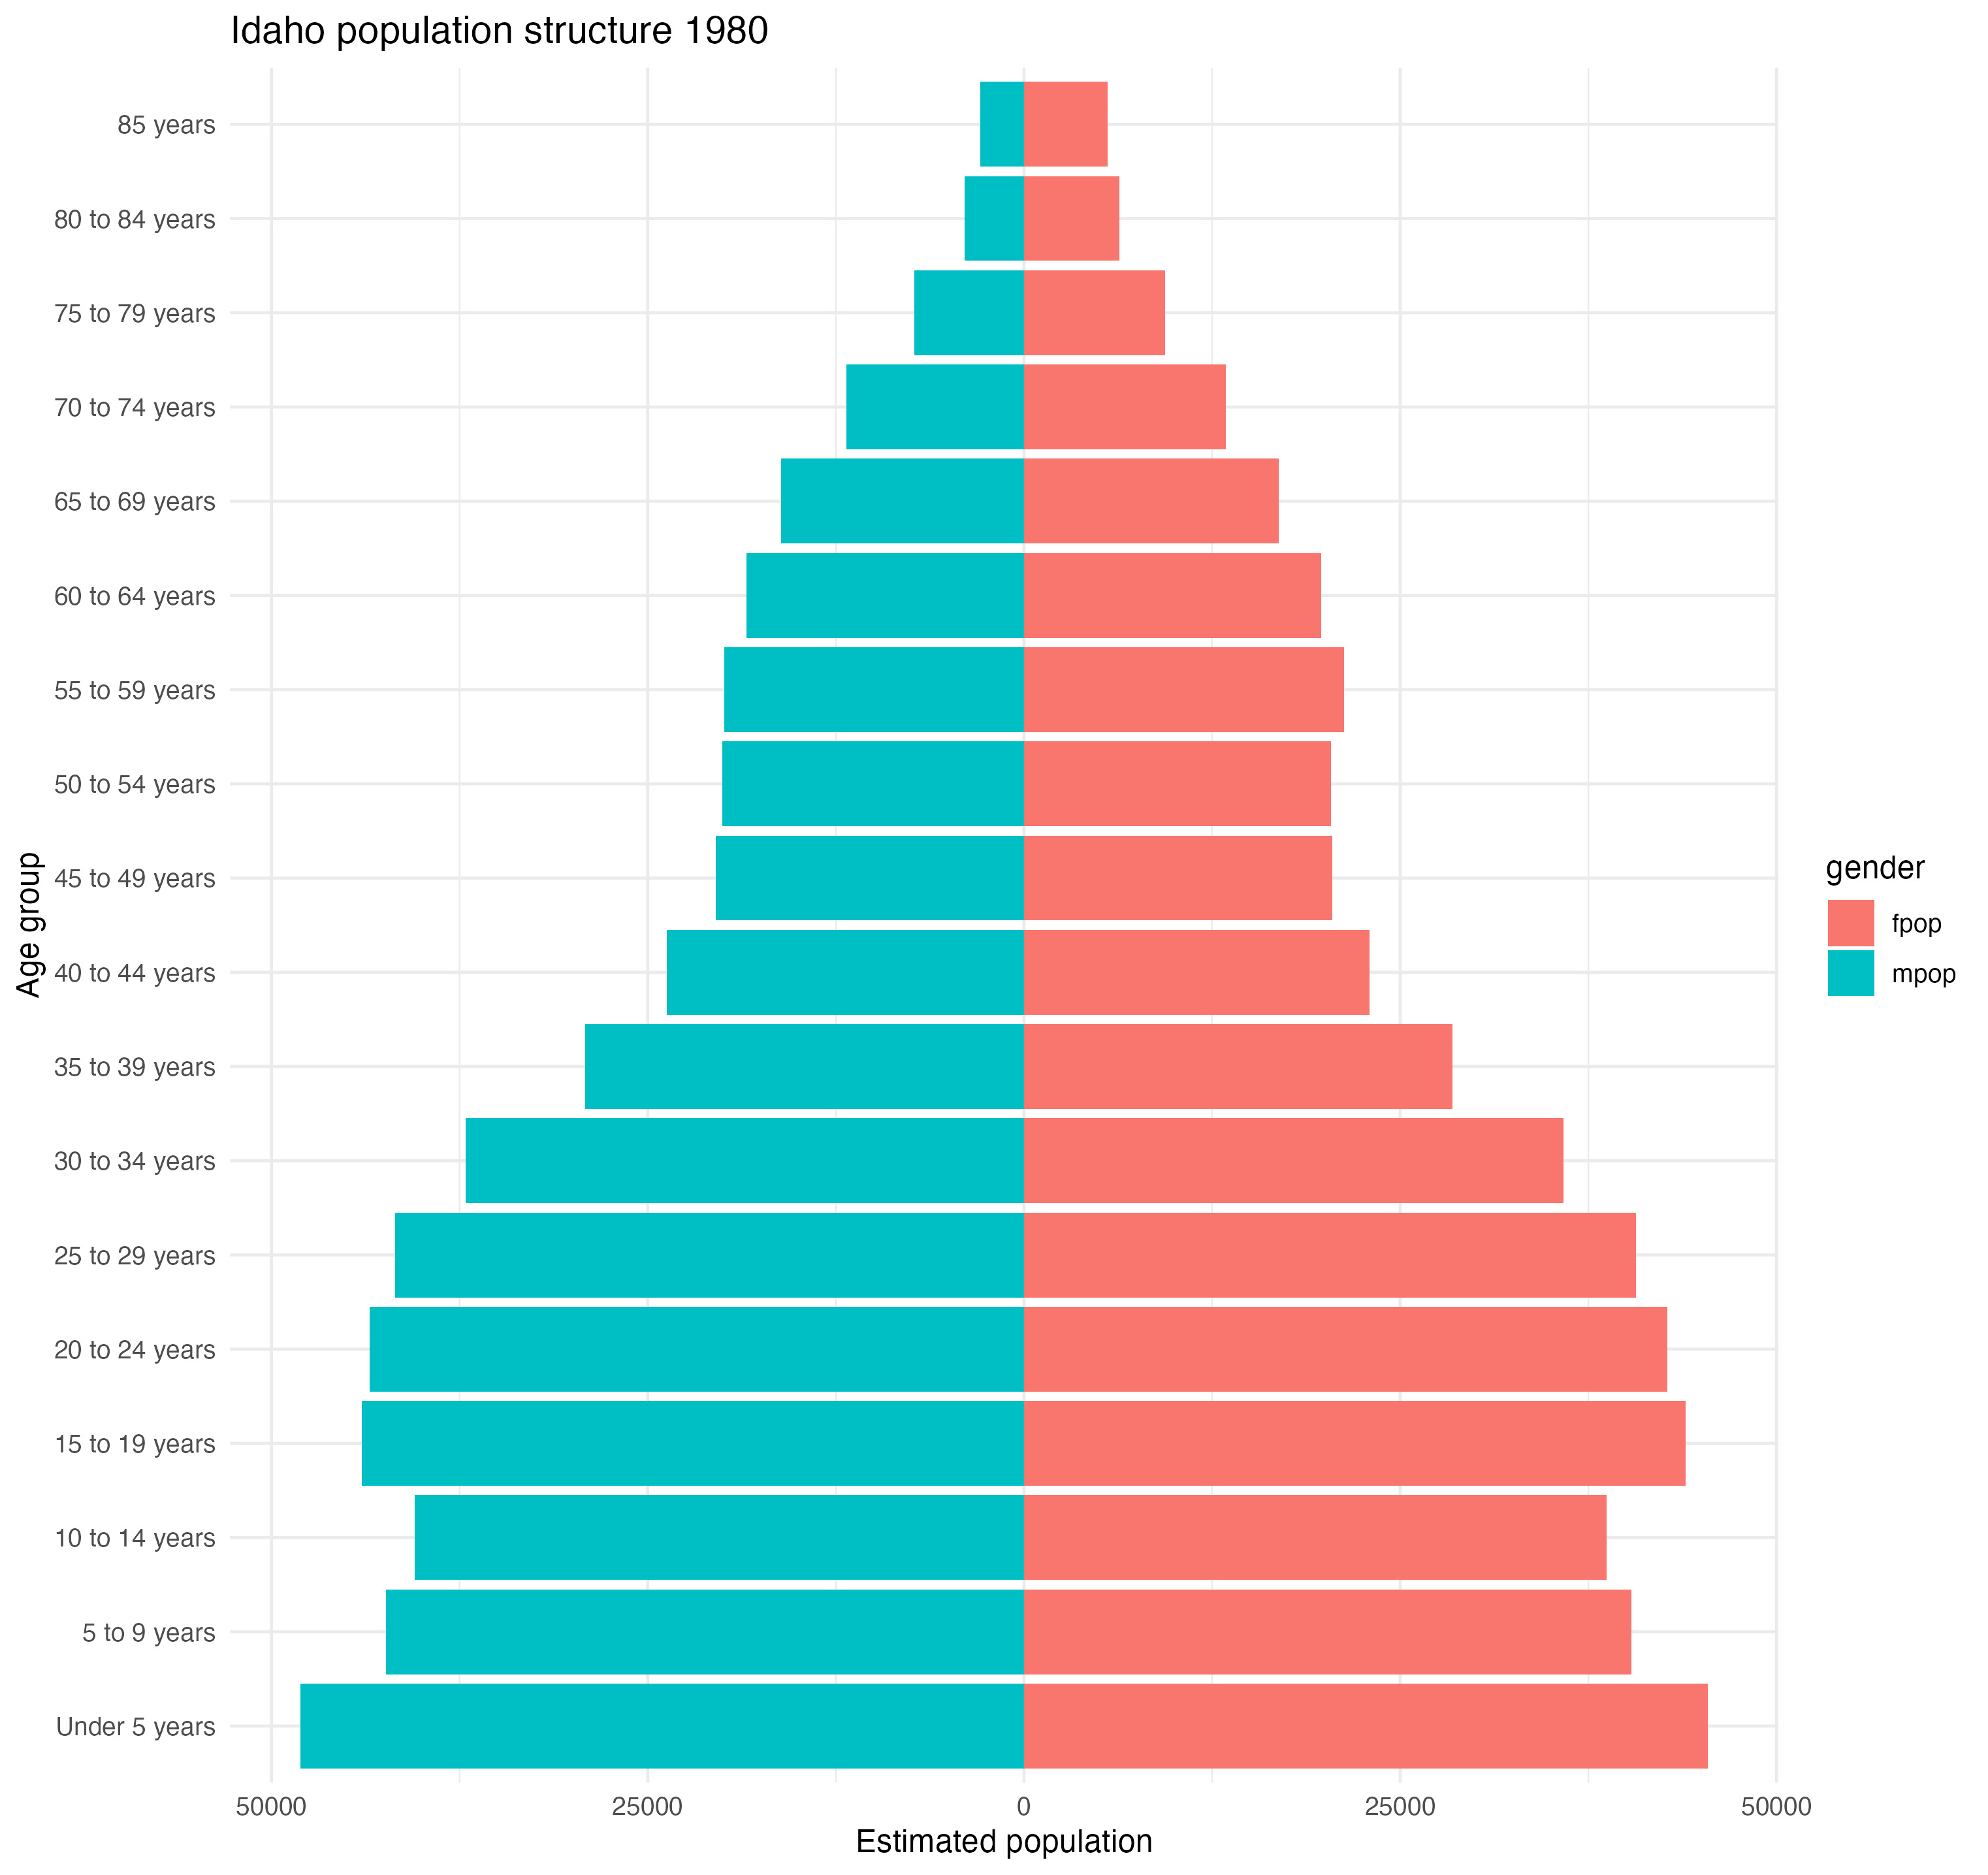 Idaho population structure 1980
Age group
85 years
80 to 84 years
75 to 79 years
70 to 74 years
65 to 69 years
60 to 64 years
55 to 59 years
50 to 54 years
45 to 49 years
40 to 44 years
35 to 39 years
30 to 34 years
25 to 29 years
20 to 24 years
15 to 19 years
10 to 14 years
5 to 9 years
Under 5 years
50000 25000 0 25000 50000
Estimated population
gender
fpop
mpop